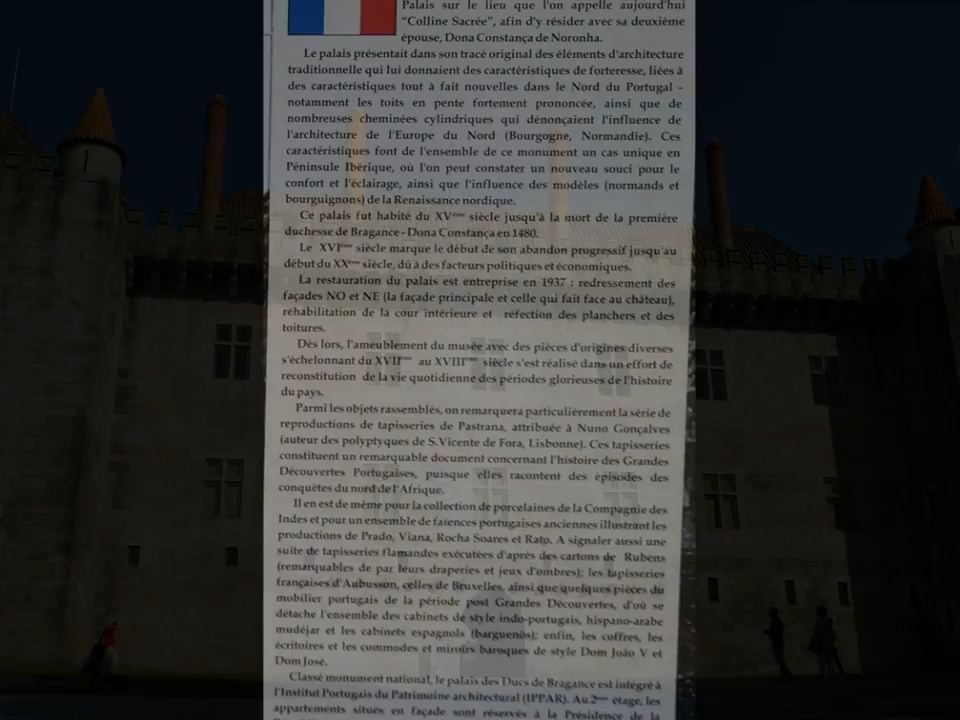 Palais sur le lieu que l'on appelle aujourd'hui
"Colline Sacrée", afin d'y résider avec sa deuxième
épouse, Dona Constança de Noronha.
Le palais présentait dans son tracé original des éléments d'architecture
traditionnelle qui lui donnaient des caractéristiques de forteresse, liées à
des caractéristiques tout à fait nouvelles dans le Nord du Portugal -
notamment les toits en pente fortement prononcée, ainsi que de
nombreuses cheminées cylindriques qui dénonçaient l'influence de
l'architecture de l'Europe du Nord (Bourgogne, Normandie). Ces
caractéristiques font de l'ensemble de ce monument un cas unique en
Péninsule Ibérique, où l'on peut constater un nouveau souci pour le
confort et l'éclairage, ainsi que l'influence des modèles (normands et
bourguignons) de la Renaissance nordique.
Ce palais fut habité du XVème siècle jusqu'à la mort de la première
duchesse de Bragance - Dona Constança en 1480.
Le XVIème siècle marque le début de son abandon progressif jusqu'au
début du XXème siècle, dû à des facteurs politiques et économiques.
La restauration du palais est entreprise en 1937 : redressement des
façades NO et NE (la façade principale et celle qui fait face au château),
réhabilitation de la cour intérieure et réfection des planchers et des
toitures.
Dès lors, l'ameublement du musée avec des pièces d'origines diverses
s'échelonnant du XVIIème au XVIIIème siècle s'est réalisé dans un effort de
reconstitution de la vie quotidienne des périodes glorieuses de l'histoire
du pays.
Parmi les objets rassemblés, on remarquera particulièrement la série de
reproductions de tapisseries de Pastrana, attribuée à Nuno Gonçalves
(auteur des polyptyques de S.Vicente de Fora, Lisbonne). Ces tapisseries
constituent un remarquable document concernant l'histoire des Grandes
Découvertes Portugaises, puisque elles racontent des épisodes des
conquêtes du nord de l'Afrique.
Il en est de même pour la collection de porcelaines de la Compagnie des
Indes et pour un ensemble de faïences portugaises anciennes illustrant les
productions de Prado, Viana, Rocha Soares et Rato. A signaler aussi une
suite de tapisseries flamandes exécutées d'après des cartons de Rubens
(remarquables de par leurs draperies et jeux d'ombres); les tapisseries
françaises d'Aubusson, celles de Bruxelles, ainsi que quelques pièces du
mobilier portugais de la période post Grandes Découvertes, d'où se
détache l'ensemble des cabinets de style indo-portugais, hispano-arabe
mudéjar et les cabinets espagnols (barguenos); enfin, les coffres, les
écritoires et les commodes et miroirs baroques de style Dom João V et
Dom José.
Classé monument national, le palais des Ducs de Bragance est intégré à
l'Institut Portugais du Patrimoine architectural (IPPAR). Au 2ème étage, les
appartements situés en façade sont réservés à la Présidence de la